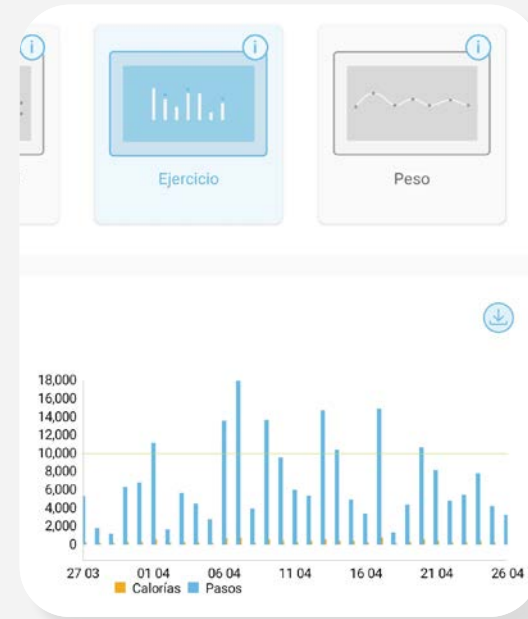 i
i
i
Ejercicio
Peso
18,000
16,000
14,000
12,000
10,000
8,000
6,000
4,000
2,000
0
27 03 01 04 06 04 11 04 16 04 21 04 26 04
Calorías Pasos